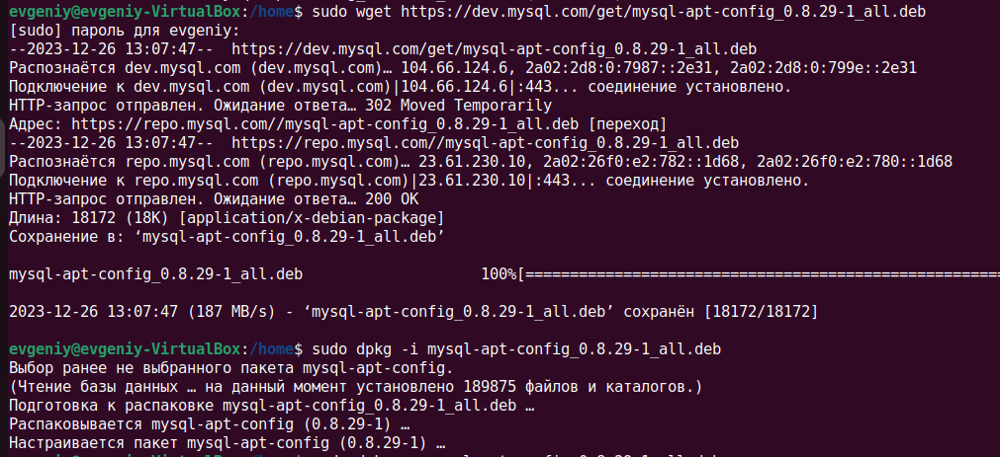 evgeniy@evgeniy-VirtualBox:/home$ sudo wget https://dev.mysql.com/get/mysql-apt-config_0.8.29-1_all.deb
[sudo] пароль для evgeniy:
--2023-12-26 13:07:47--  https://dev.mysql.com/get/mysql-apt-config_0.8.29-1_all.deb
Распознаётся dev.mysql.com (dev.mysql.com)… 104.66.124.6, 2a02:2d8:0:7987::2e31, 2a02:2d8:0:799e::2e31
Подключение к dev.mysql.com (dev.mysql.com)|104.66.124.6|:443... соединение установлено.
HTTP-запрос отправлен. Ожидание ответа… 302 Moved Temporarily
Адрес: https://repo.mysql.com//mysql-apt-config_0.8.29-1_all.deb [переход]
--2023-12-26 13:07:47--  https://repo.mysql.com//mysql-apt-config_0.8.29-1_all.deb
Распознаётся repo.mysql.com (repo.mysql.com)… 23.61.230.10, 2a02:26f0:e2:782::1d68, 2a02:26f0:e2:780::1d68
Подключение к repo.mysql.com (repo.mysql.com)|23.61.230.10|:443... соединение установлено.
HTTP-запрос отправлен. Ожидание ответа… 200 OK
Длина: 18172 (18K) [application/x-debian-package]
Сохранение в: ‘mysql-apt-config_0.8.29-1_all.deb’
mysql-apt-config_0.8.29-1_all.deb                    100%[======================================================
2023-12-26 13:07:47 (187 MB/s) - ‘mysql-apt-config_0.8.29-1_all.deb’ сохранён [18172/18172]
evgeniy@evgeniy-VirtualBox:/home$ sudo dpkg -i mysql-apt-config_0.8.29-1_all.deb
Выбор ранее не выбранного пакета mysql-apt-config.
(Чтение базы данных … на данный момент установлено 189875 файлов и каталогов.)
Подготовка к распаковке mysql-apt-config_0.8.29-1_all.deb …
Распаковывается mysql-apt-config (0.8.29-1) …
Настраивается пакет mysql-apt-config (0.8.29-1) …